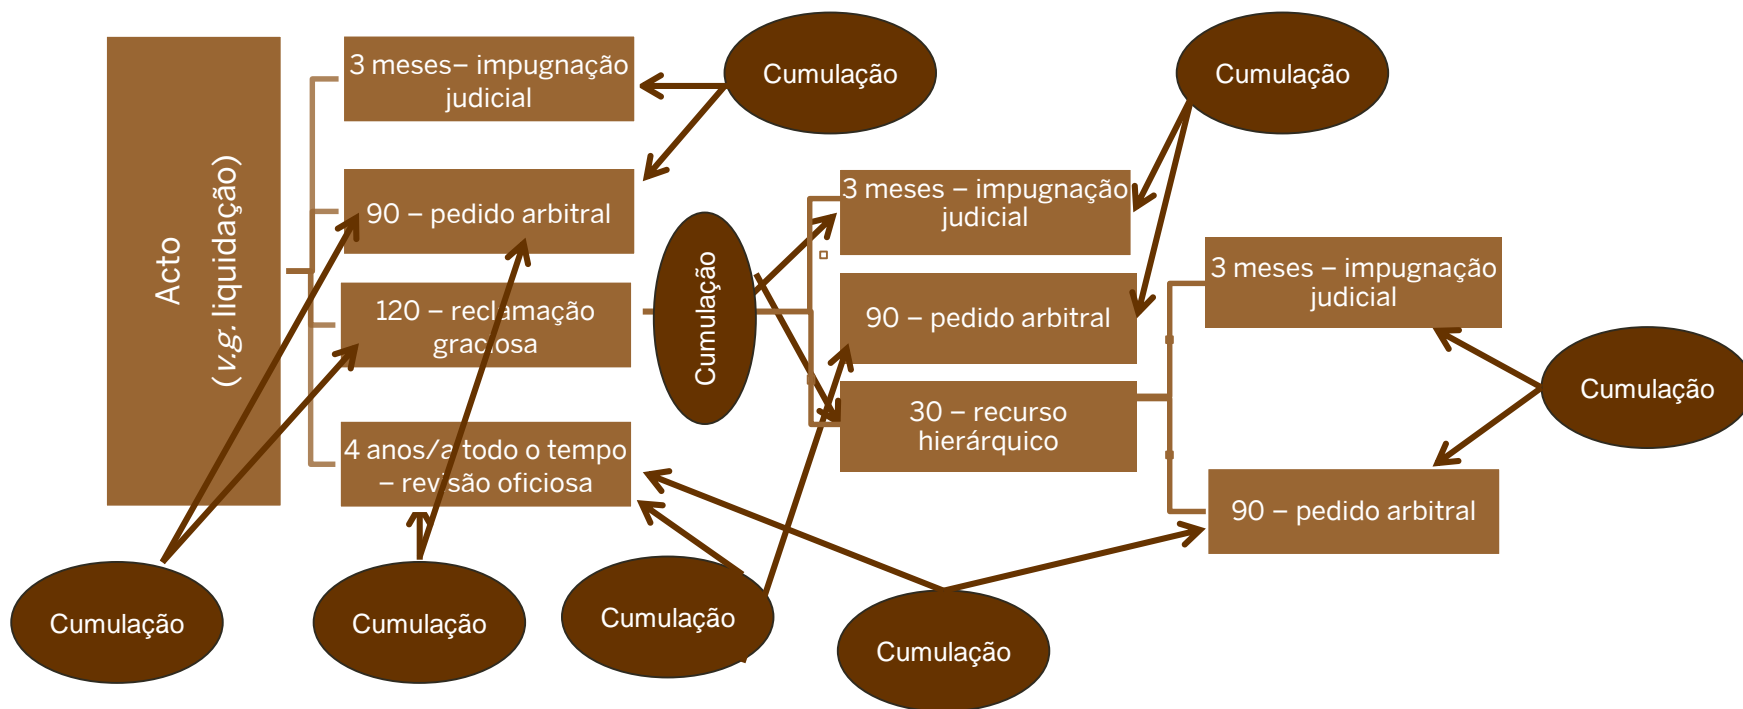 Acto
(v.g. liquidação)
3 meses– impugnação
judicial
90 – pedido arbitral
120 – reclamação
graciosa
4 anos/a todo o tempo
– revisão oficiosa
Cumulação
Cumulação
Cumulação
3 meses – impugnação
judicial
90 – pedido arbitral
30 – recurso
hierárquico
3 meses – impugnação
judicial
90 – pedido arbitral
Cumulação
Cumulação
Cumulação
Cumulação
Cumulação